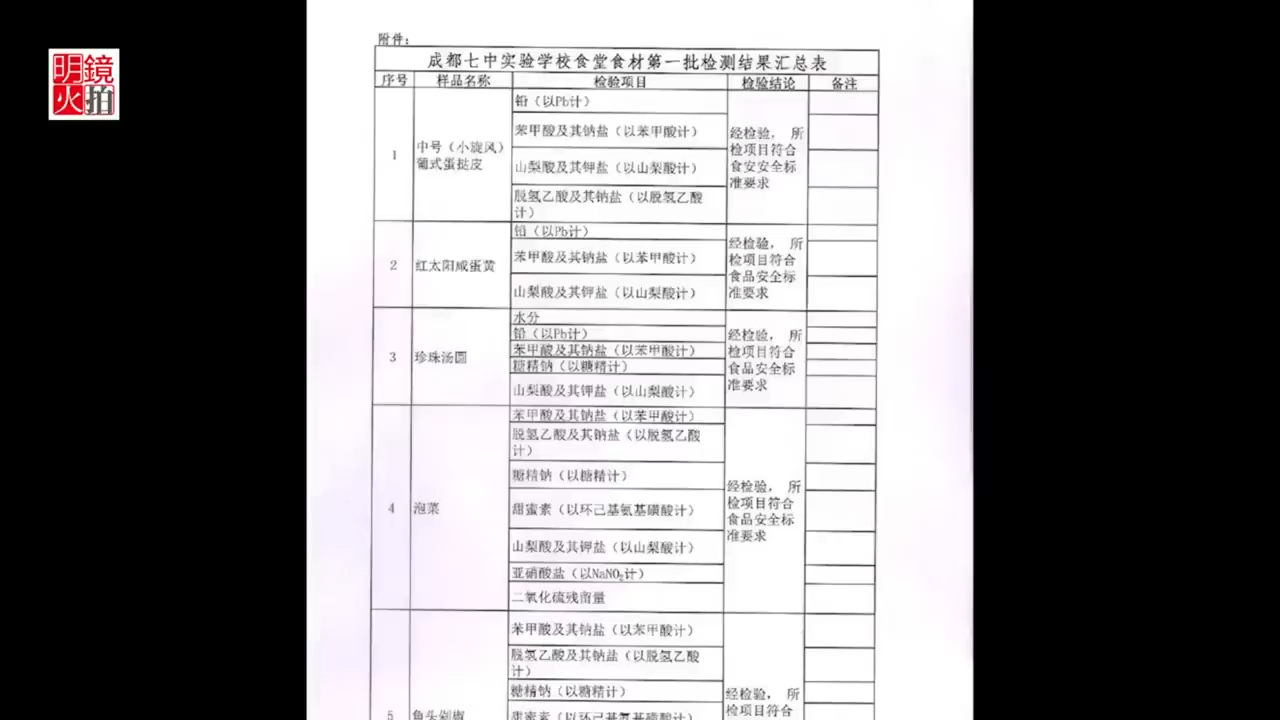 明鏡
火拍
附件：
成都七中实验学校食堂食材第一批检测结果汇总表
序号 样品名称 检验项目 检验结论 备注
1 中号（小旋风）葡式蛋挞皮
铅（以Pb计）
苯甲酸及其钠盐（以苯甲酸计）
山梨酸及其钾盐（以山梨酸计）
脱氢乙酸及其钠盐（以脱氢乙酸
计）
经检验， 所
检项目符合
食安安全标
准要求
2 红太阳咸蛋黄
铅（以Pb计）
苯甲酸及其钠盐（以苯甲酸计）
山梨酸及其钾盐（以山梨酸计）
经检验， 所
检项目符合
食品安全标
准要求
3 珍珠汤圆
水分
铅（以Pb计）
苯甲酸及其钠盐（以苯甲酸计）
糖精钠（以糖精计）
山梨酸及其钾盐（以山梨酸计）
经检验， 所
检项目符合
食品安全标
准要求
4 泡菜
苯甲酸及其钠盐（以苯甲酸计）
脱氢乙酸及其钠盐（以脱氢乙酸
计）
糖精钠（以糖精计）
甜蜜素（以环己基氨基磺酸计）
山梨酸及其钾盐（以山梨酸计）
亚硝酸盐（以NaNO₂计）
二氧化硫残留量
经检验， 所
检项目符合
食品安全标
准要求
5 鱼头剁椒
苯甲酸及其钠盐（以苯甲酸计）
脱氢乙酸及其钠盐（以脱氢乙酸
计）
糖精钠（以糖精计）
甜蜜素（以环己基氨基磺酸计）
经检验， 所
检项目符合